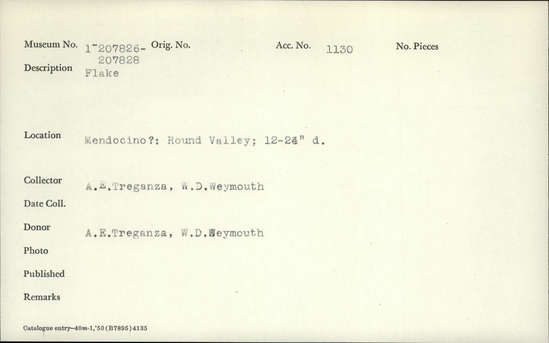 Museum No. 1-207826- Orig. No. Acc. No. 1130 No. Pieces
207828
Description Flake
Location Mendocino?: Round Valley; 12-24" d.
Collector A.E.Treganza, W.D.Weymouth
Date Coll.
Donor A.E.Treganza, W.D.Weymouth
Photo
Published
Remarks
Catalogue entry—40m-1,'50 (B7895) 4135